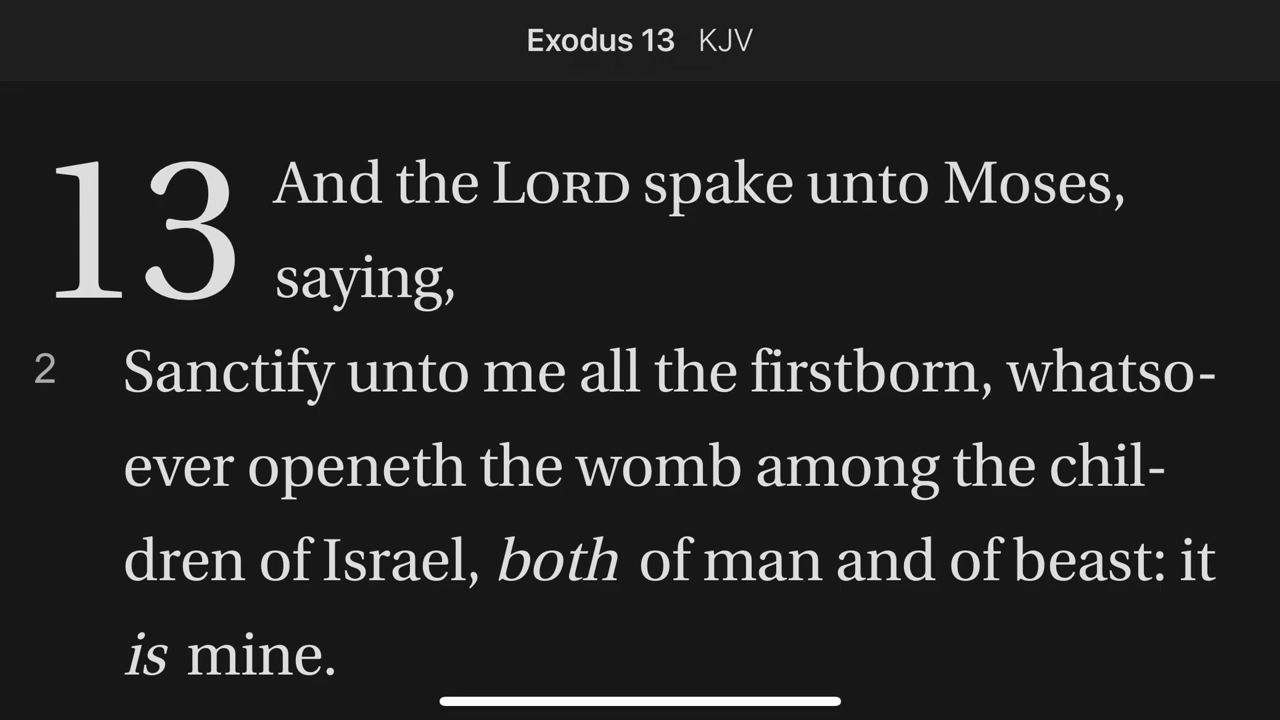 Exodus 13 KJV
13 And the LORD spake unto Moses,
saying,
2 Sanctify unto me all the firstborn, whatso-
ever openeth the womb among the chil-
dren of Israel, both of man and of beast: it
is mine.